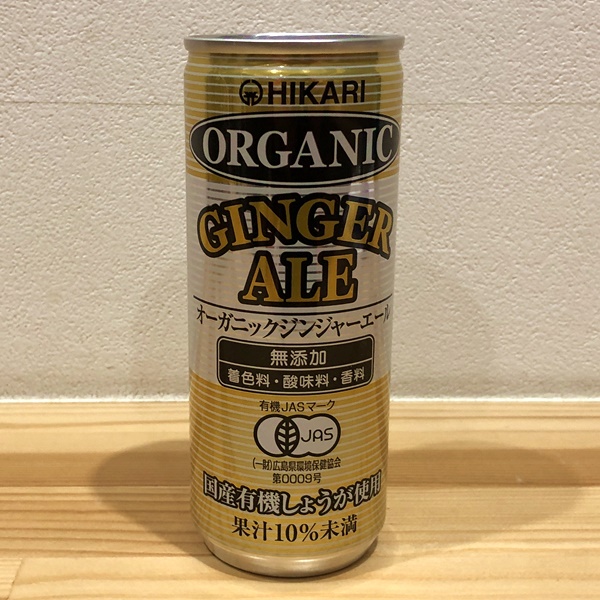 HIKARI
ORGANIC
GINGER
ALE
オーガニックジンジャーエール
無添加
着色料・酸味料・香料
有機JASマーク
JAS
(一財)広島県環境保健協会
第0009号
国産有機しょうが使用
果汁10%未満